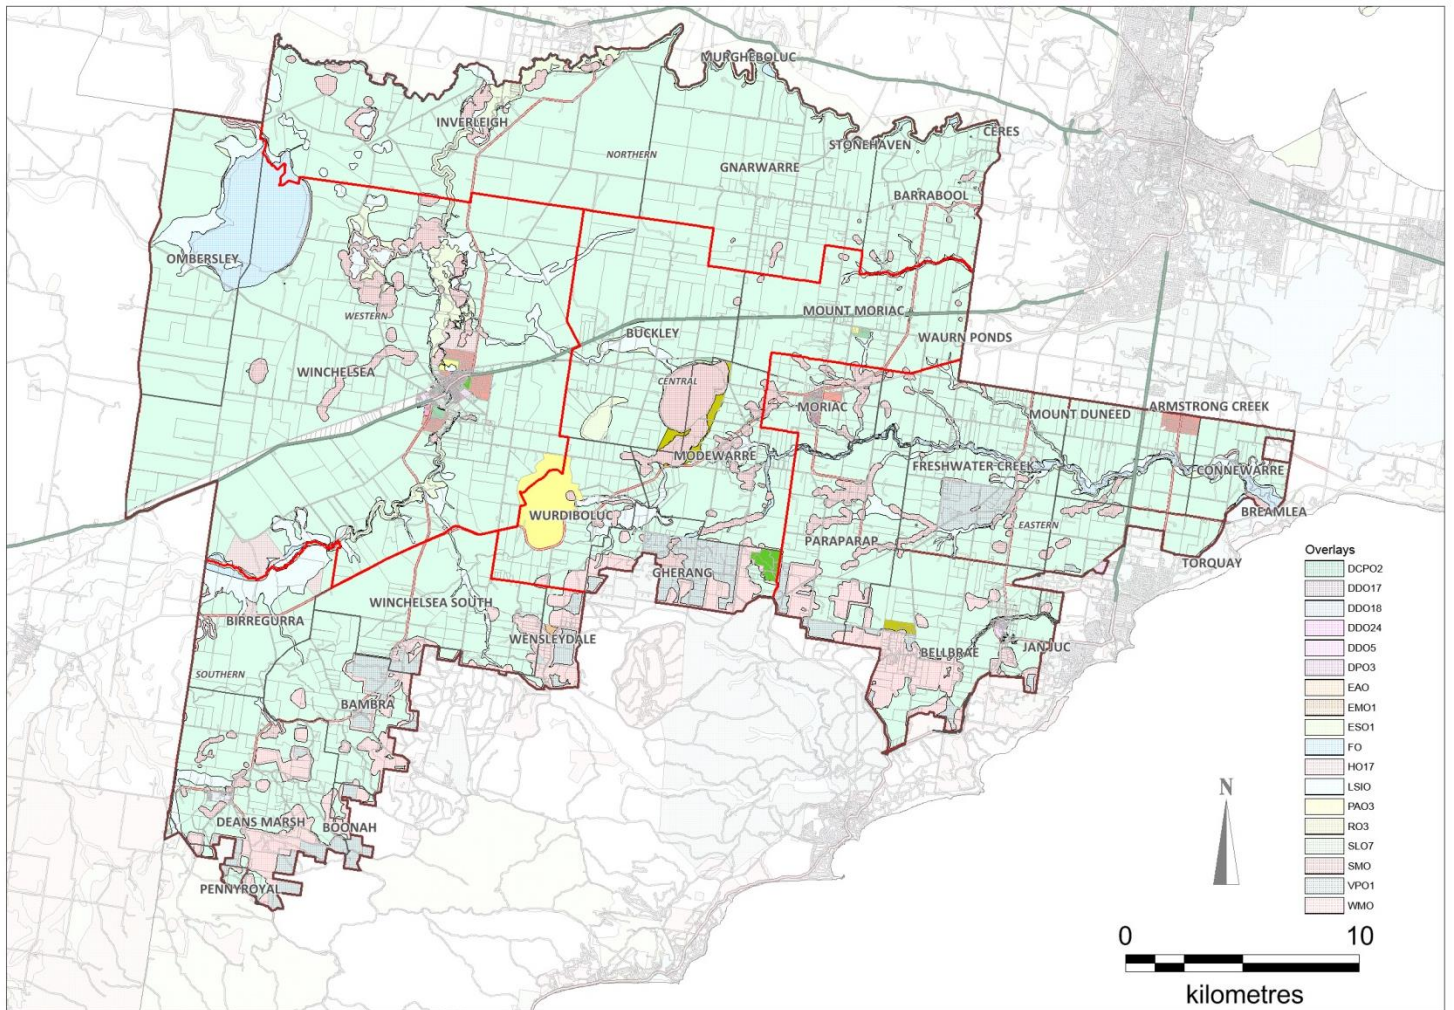 MURGHEBOLUC
INVERLEIGH
CERES
STONEHAVEN
NORTHERN
GNARWARRE
BARRABOOL
OMBERSLEY
WESTERN
MOUNT MORIAC
BUCKLEY
WAURN PONDS
WINCHELSEA
CENTRAL
MORIAC
MOUNT DUNEED
ARMSTRONG CREEK
MODEWARRE
FRESHWATER CREEK
CONNEWARRE
WURDIBOLUC
EASTERN
BREAMLEA
PARAPARAP
TORQUAY
GHERANG
WINCHELSEA SOUTH
BIRREGURRA
WENSLEYDALE
BELLBRAE
JAN JUC
SOUTHERN
BAMBRA
DEANS MARSH
BOONAH
PENNYROYAL
Overlays
DCPO2
DDO17
DDO18
DDO24
DDO5
DPO3
EAO
EMO1
ESO1
FO
HO17
LSIO
PAO3
RO3
SLO7
SMO
VPO1
WMO
N
0 10
kilometres